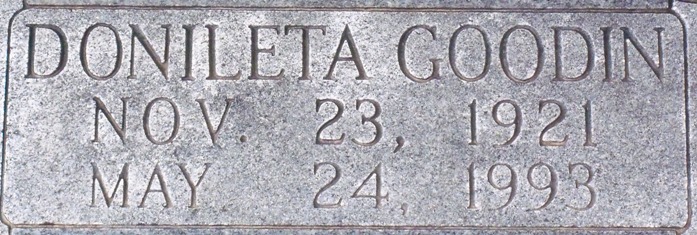 DONILETA GOODIN
NOV. 23, 1921
MAY 24, 1993